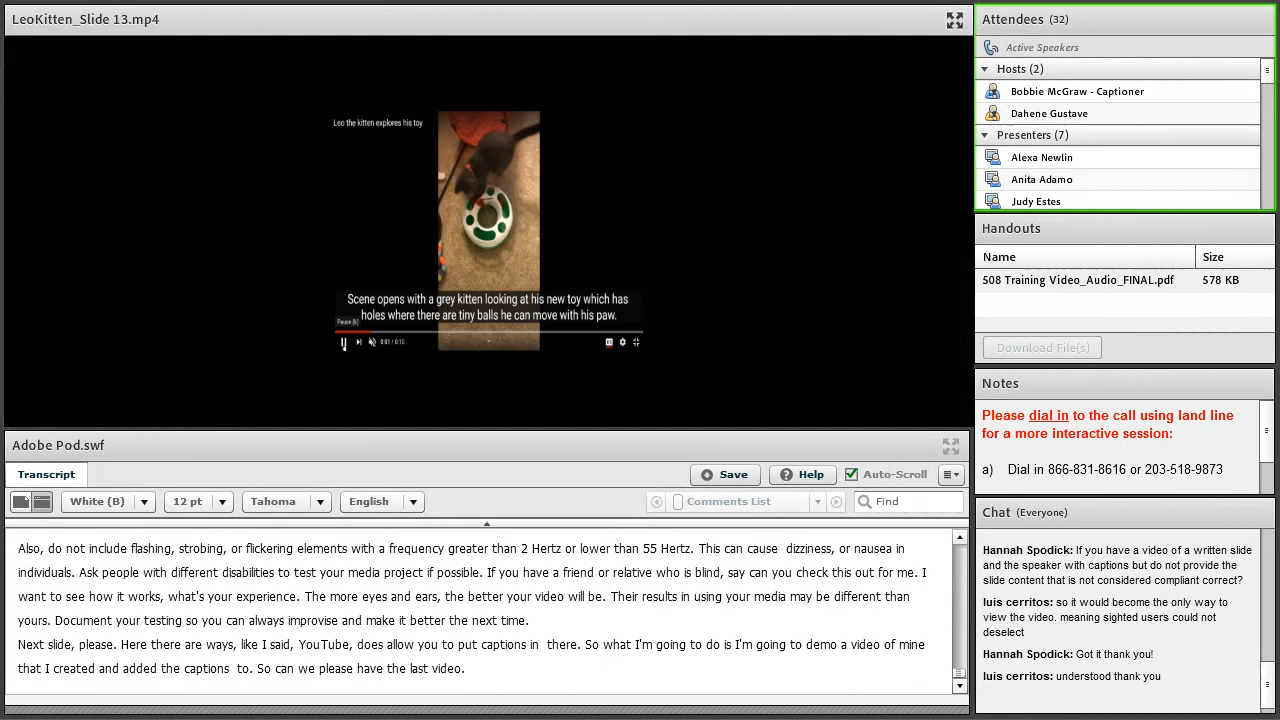 LeoKitten_Slide 13.mp4
Leo the kitten explores his toy
Scene opens with a grey kitten looking at his new toy which has
Pause (k)
holes where there are tiny balls he can move with his paw.
0:01 / 0:10
Adobe Pod.swf
Transcript
Save
Help
Auto-Scroll
White (B)
12 pt
Tahoma
English
Comments List
Find
Also, do not include flashing, strobing, or flickering elements with a frequency greater than 2 Hertz or lower than 55 Hertz. This can cause  dizziness, or nausea in
individuals. Ask people with different disabilities to test your media project if possible. If you have a friend or relative who is blind, say can you check this out for me. I
want to see how it works, what's your experience. The more eyes and ears, the better your video will be. Their results in using your media may be different than
yours. Document your testing so you can always improvise and make it better the next time.
Next slide, please. Here there are ways, like I said, YouTube, does allow you to put captions in  there. So what I'm going to do is I'm going to demo a video of mine
that I created and added the captions  to. So can we please have the last video.
Attendees (32)
Active Speakers
Hosts (2)
Bobbie McGraw - Captioner
Dahene Gustave
Presenters (7)
Alexa Newlin
Anita Adamo
Judy Estes
Handouts
Name Size
508 Training Video_Audio_FINAL.pdf 578 KB
Download File(s)
Notes
Please dial in to the call using land line
for a more interactive session:
a) Dial in 866-831-8616 or 203-518-9873
Chat (Everyone)
Hannah Spodick: If you have a video of a written slide
and the speaker with captions but do not provide the
slide content that is not considered compliant correct?
luis cerritos: so it would become the only way to
view the video. meaning sighted users could not
deselect
Hannah Spodick: Got it thank you!
luis cerritos: understood thank you